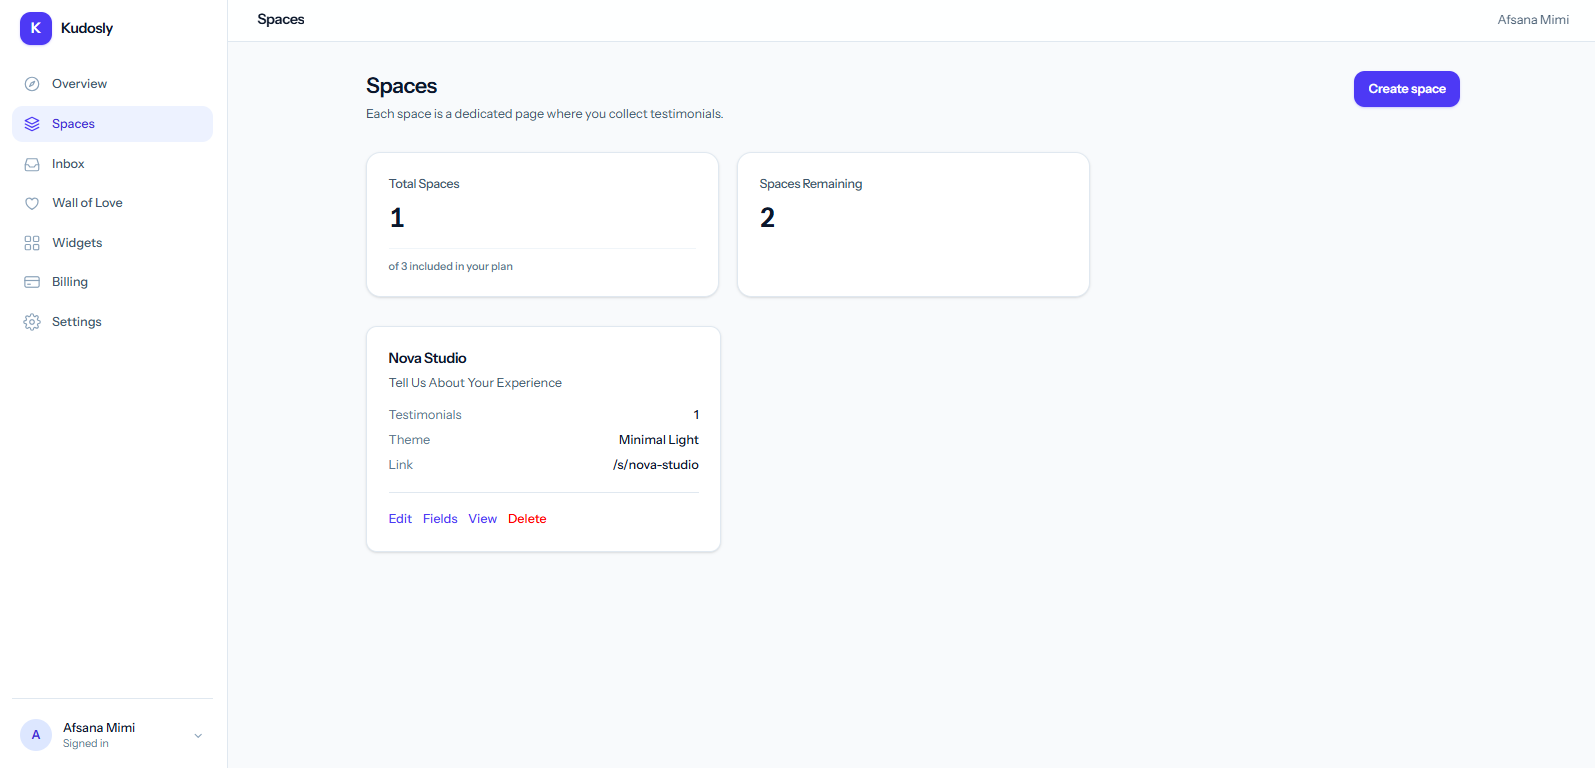 K Kudosly
Overview
Spaces
Inbox
Wall of Love
Widgets
Billing
Settings
A
Afsana Mimi
Signed in
Spaces
Afsana Mimi
Spaces
Each space is a dedicated page where you collect testimonials.
Create space
Total Spaces
1
of 3 included in your plan
Spaces Remaining
2
Nova Studio
Tell Us About Your Experience
Testimonials 1
Theme Minimal Light
Link /s/nova-studio
Edit Fields View Delete